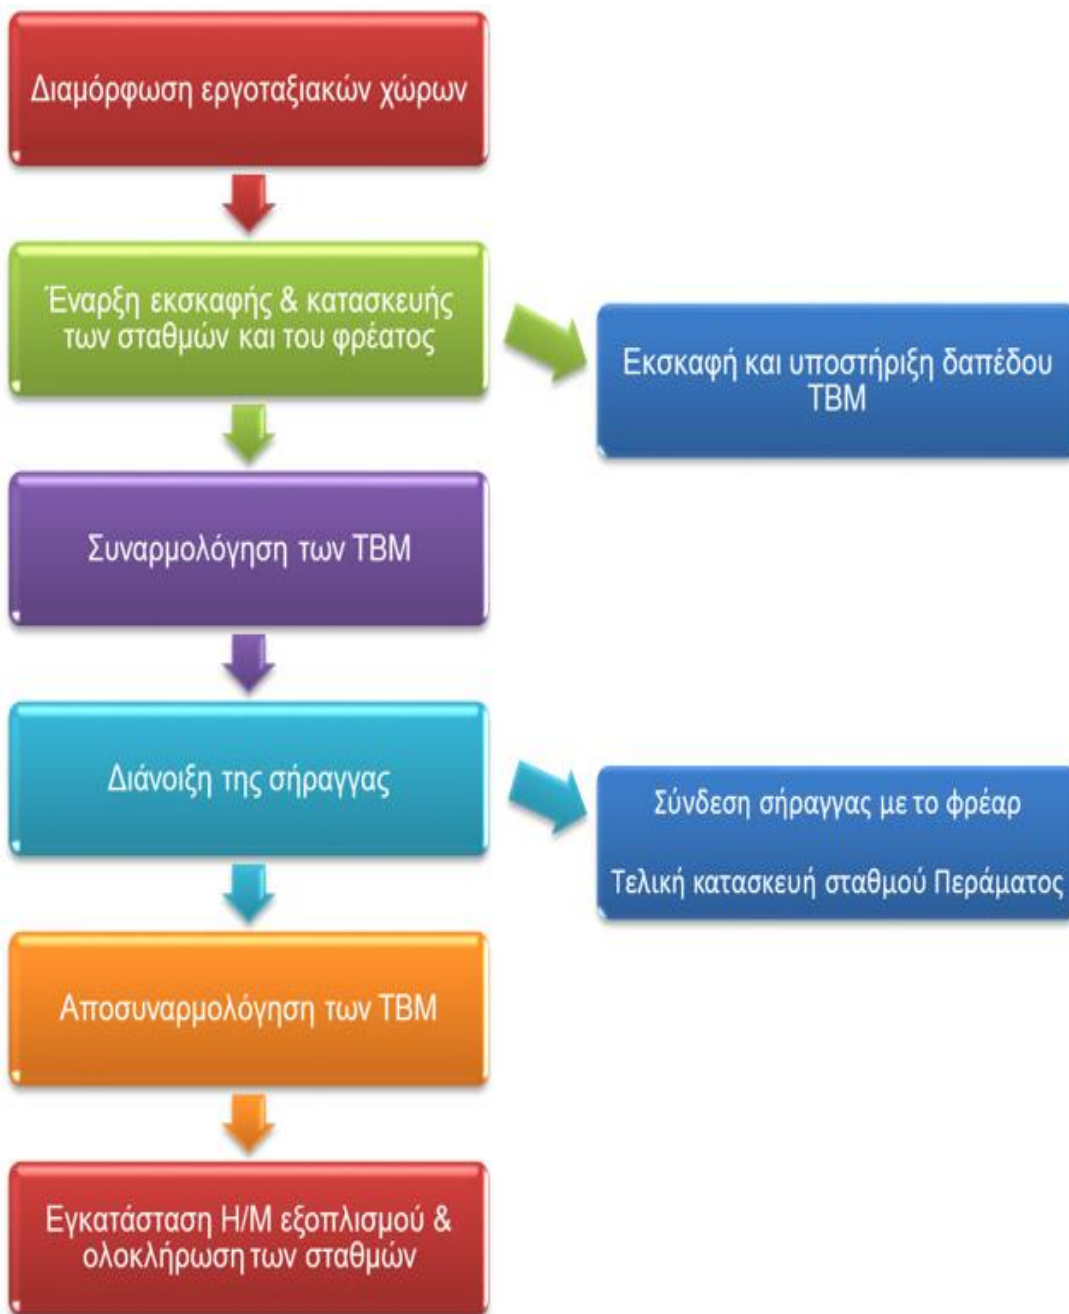 Διαμόρφωση εργοταξιακών χώρων
Έναρξη εκσκαφής & κατασκευής
των σταθμών και του φρέατος
Εκσκαφή και υποστήριξη δαπέδου
TBM
Συναρμολόγηση των TBM
Διάνοιξη της σήραγγας
Σύνδεση σήραγγας με το φρέαρ
Τελική κατασκευή σταθμού Περάματος
Αποσυναρμολόγηση των TBM
Εγκατάσταση Η/Μ εξοπλισμού &
ολοκλήρωση των σταθμών